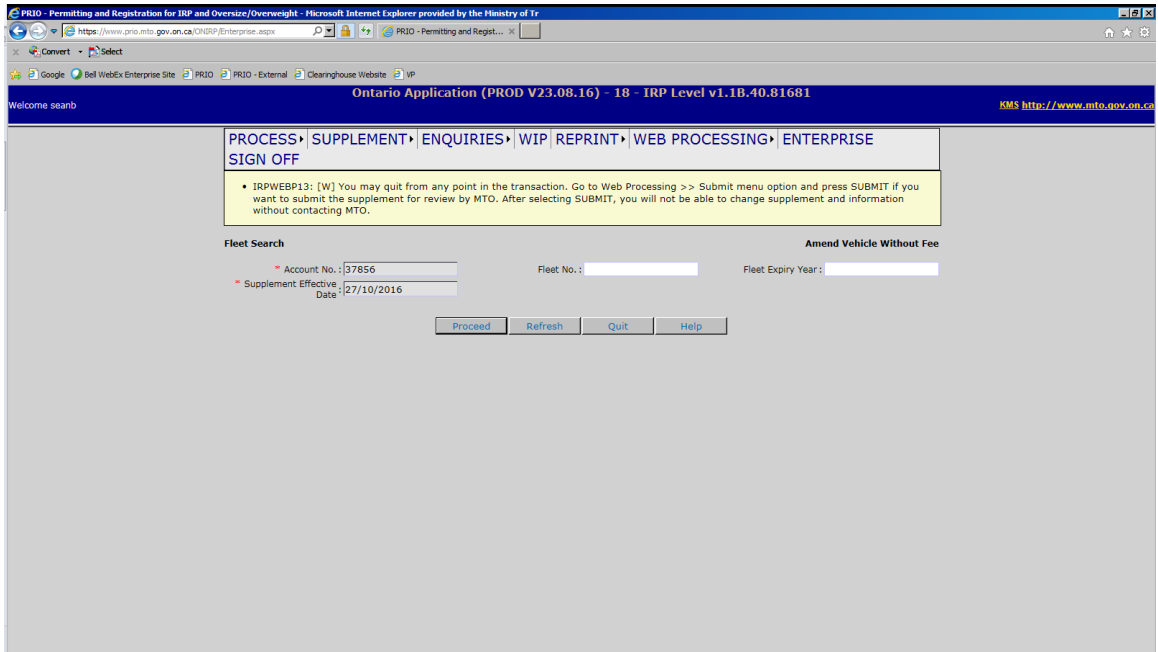 PRIO - Permitting and Registration for IRP and Oversize/Overweight - Microsoft Internet Explorer provided by the Ministry of Tr
https://www.prio.mto.gov.on.ca/ONIRP/Enterprise.aspx
PRIO - Permitting and Regist...
Convert Select
Google Bell WebEx Enterprise Site PRIO PRIO - External Clearinghouse Website VP
Ontario Application (PROD V23.08.16) - 18 - IRP Level v1.1B.40.81681
Welcome seanb
KMS http://www.mto.gov.on.ca
PROCESS SUPPLEMENT ENQUIRIES WIP REPRINT WEB PROCESSING ENTERPRISE
SIGN OFF
• IRPWEBP13: [W] You may quit from any point in the transaction. Go to Web Processing >> Submit menu option and press SUBMIT if you
want to submit the supplement for review by MTO. After selecting SUBMIT, you will not be able to change supplement and information
without contacting MTO.
Fleet Search Amend Vehicle Without Fee
* Account No. : 37856 Fleet No. : Fleet Expiry Year :
* Supplement Effective
Date : 27/10/2016
Proceed Refresh Quit Help